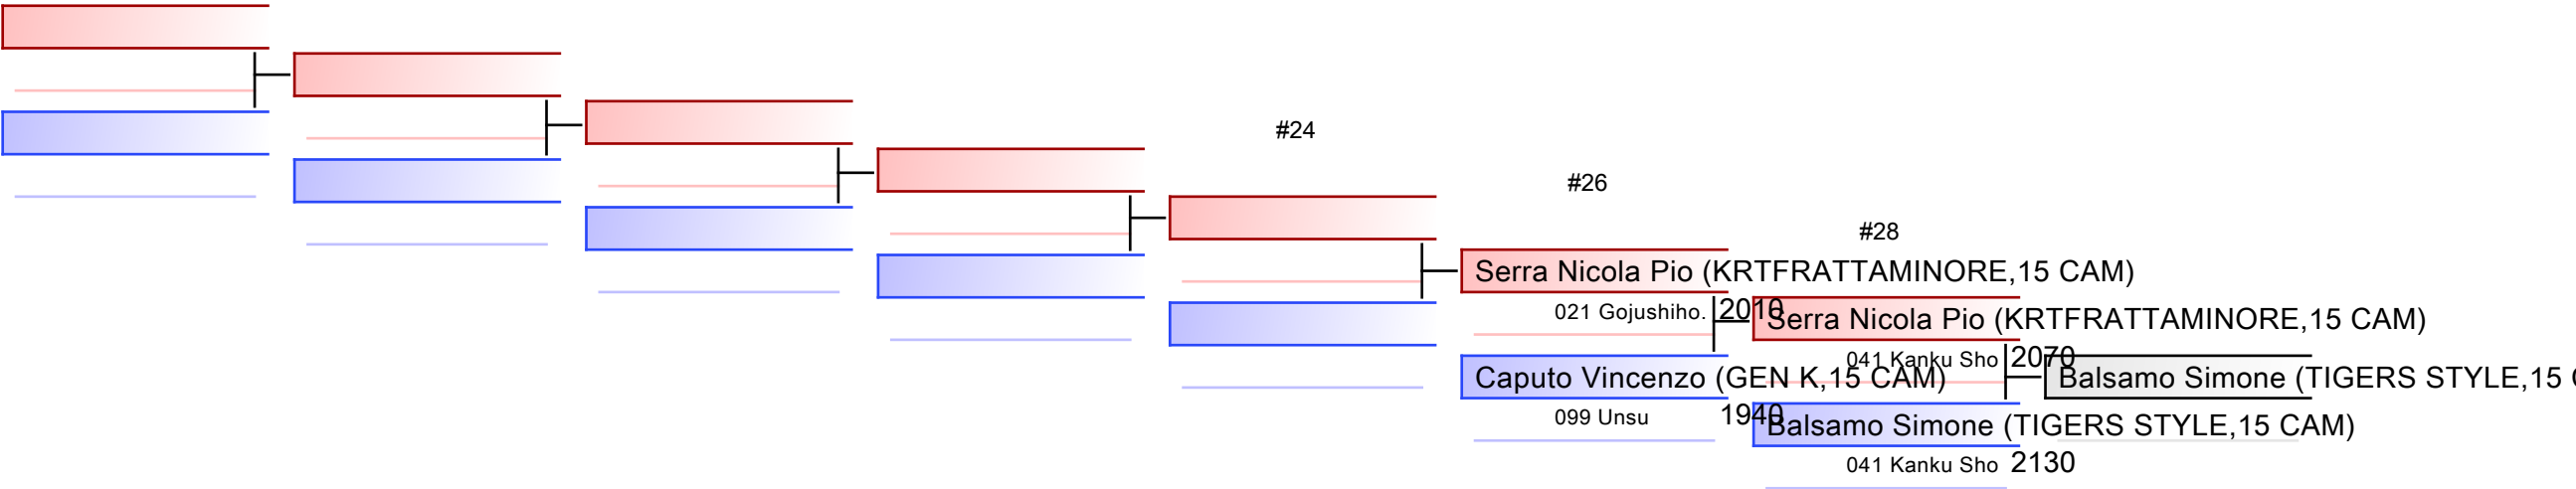 #24
#26
#28
Serra Nicola Pio (KRTFRATTAMINORE,15 CAM)
021 Gojushiho. 2010
Serra Nicola Pio (KRTFRATTAMINORE,15 CAM)
041 Kanku Sho 2070
Caputo Vincenzo (GEN K,15 CAM)
Balsamo Simone (TIGERS STYLE,15
099 Unsu 1940
Balsamo Simone (TIGERS STYLE,15 CAM)
041 Kanku Sho 2130